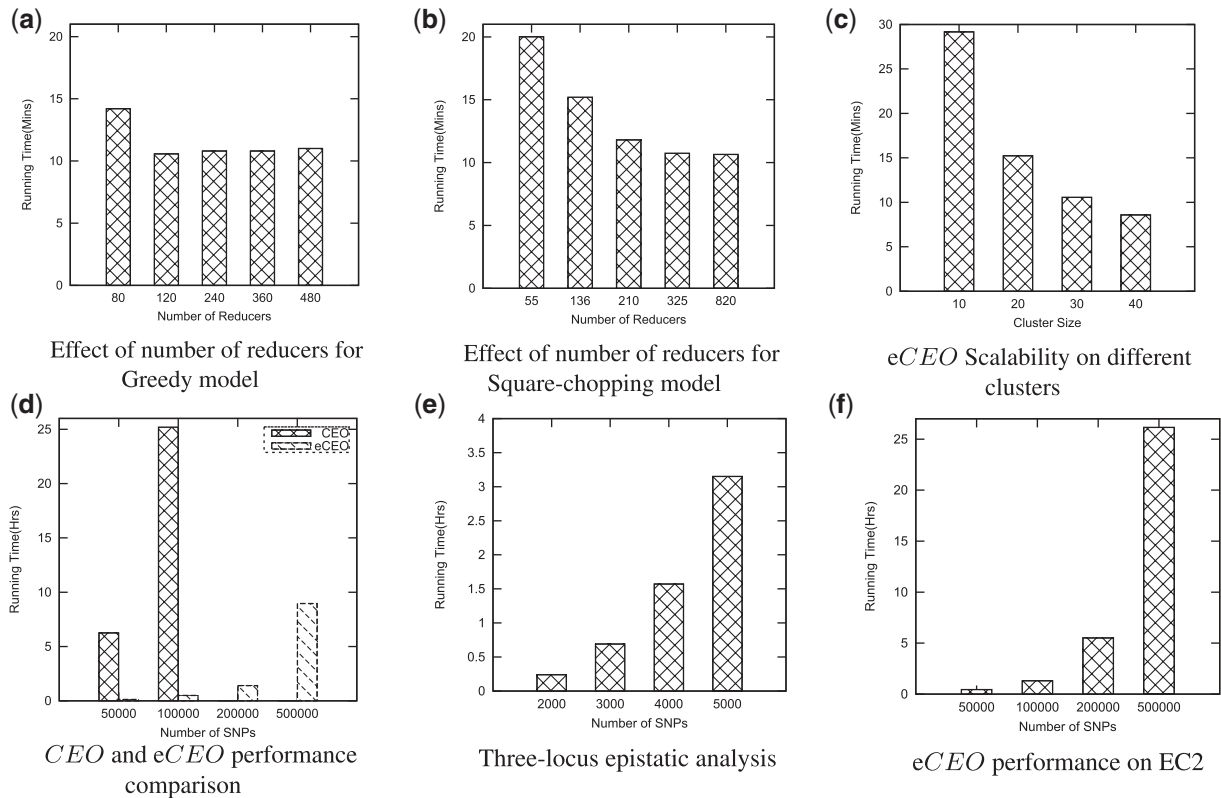 (a)
20
15
10
5
0
Running Time(Mins)
80 120 240 360 480
Number of Reducers
Effect of number of reducers for
Greedy model
(b)
20
15
10
5
0
Running Time(Mins)
55 136 210 325 820
Number of Reducers
Effect of number of reducers for
Square-chopping model
(c)
30
25
20
15
10
5
0
Running Time(Mins)
10 20 30 40
Cluster Size
eCEO Scalability on different
clusters
(d)
25
20
15
10
5
0
Running Time(Hrs)
CEO
eCEO
50000 100000 200000 500000
Number of SNPs
CEO and eCEO performance
comparison
(e)
4
3.5
3
2.5
2
1.5
1
0.5
0
Running Time(Hrs)
2000 3000 4000 5000
Number of SNPs
Three-locus epistatic analysis
(f)
25
20
15
10
5
0
Running Time(Hrs)
50000 100000 200000 500000
Number of SNPs
eCEO performance on EC2